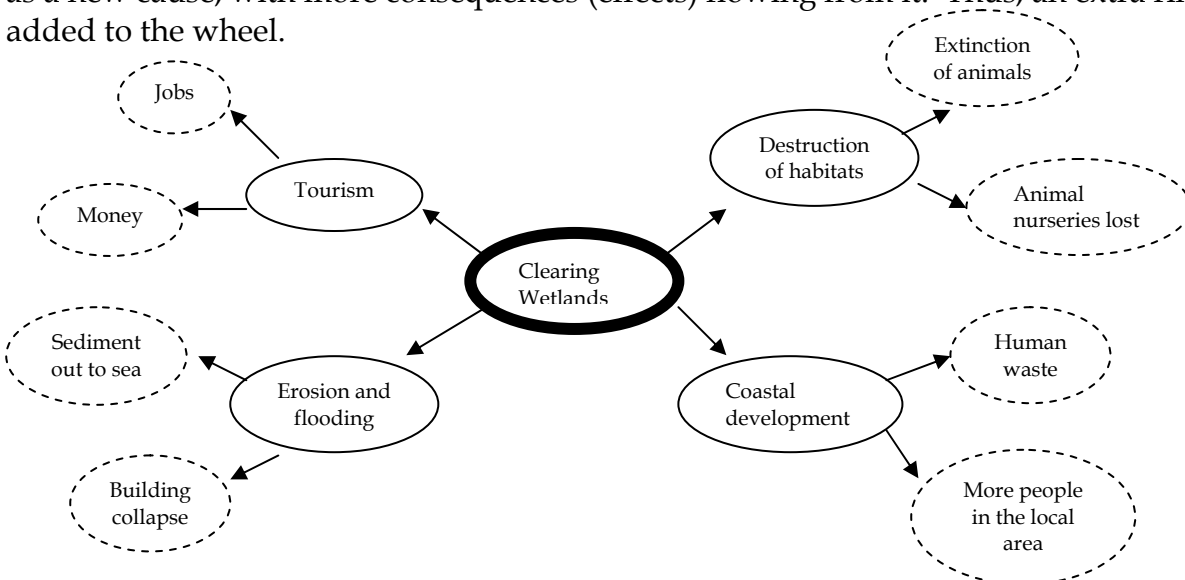 as a new cause, with more consequences (effects) flowing from it. Thus, an extra
added to the wheel.
Extinction
of animals
Jobs
Destruction
of habitats
Tourism
Animal
nurseries lost
Money
Clearing
Wetlands
Sediment
out to sea
Human
waste
Erosion and
flooding
Coastal
development
Building
collapse
More people
in the local
area